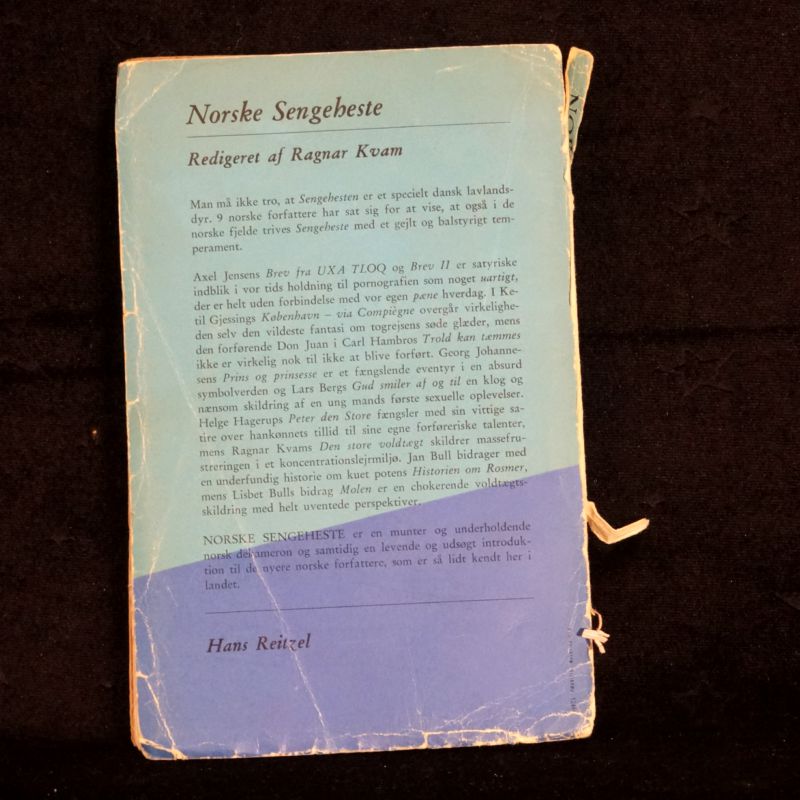 Norske Sengeheste
Redigeret af Ragnar Kvam
Man må ikke tro, at Sengehesten er et specielt dansk lavlands-
dyr. 9 norske forfattere har sat sig for at vise, at også i de
norske fjelde trives Sengeheste med et gejlt og balstyrigt tem-
perament.
Axel Jensens Brev fra UXA TLOQ og Brev II er satyriske
indblik i vor tids holdning til pornografien som noget uartigt,
der er helt uden forbindelse med vor egen pæne hverdag. I Ke-
til Gjessings København – via Compiègne overgår virkelighe-
den selv den vildeste fantasi om togrejsens søde glæder, mens
den forførende Don Juan i Carl Hambros Trold kan tæmmes
ikke er virkelig nok til ikke at blive forført. Georg Johanne-
sens Prins og prinsesse er et fængslende eventyr i en absurd
symbolverden og Lars Bergs Gud smiler af og til en klog og
nænsom skildring af en ung mands første sexuelle oplevelser.
Helge Hagerups Peter den Store fængsler med sin vittige sa-
tire over hankønnets tillid til sine egne forføreriske talenter,
mens Ragnar Kvams Den store voldtægt skildrer massefru-
streringen i et koncentrationslejrmiljø. Jan Bull bidrager med
en underfundig historie om kuet potens Historien om Rosmer,
mens Lisbet Bulls bidrag Molen er en chokerende voldtægts-
skildring med helt uventede perspektiver.
NORSKE SENGEHESTE er en munter og underholdende
norsk dekameron og samtidig en levende og udsøgt introduk-
tion til de nyere norske forfattere, som er så lidt kendt her i
landet.
Hans Reitzel
NOR